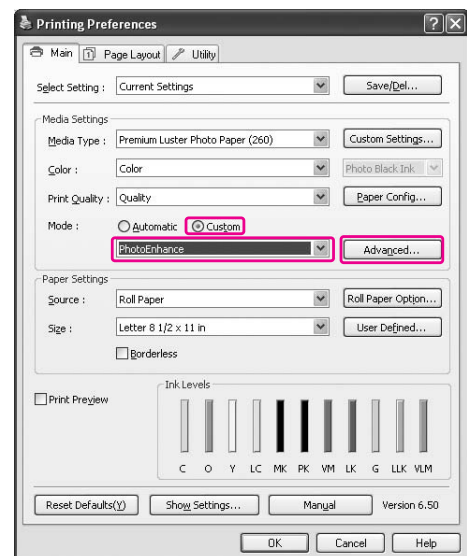 Printing Preferences
Main Page Layout Utility
Select Setting : Current Settings Save/Del...
Media Settings
Media Type : Premium Luster Photo Paper (260) Custom Settings...
Color : Color Photo Black Ink
Print Quality : Quality Paper Config...
Mode : Automatic Custom
PhotoEnhance Advanced...
Paper Settings
Source : Roll Paper Roll Paper Option...
Size : Letter 8 1/2 x 11 in User Defined...
Borderless
Print Preview
Ink Levels
C O Y LC MK PK VM LK G LLK VLM
Reset Defaults(Y) Show Settings... Manual Version 6.50
OK Cancel Help